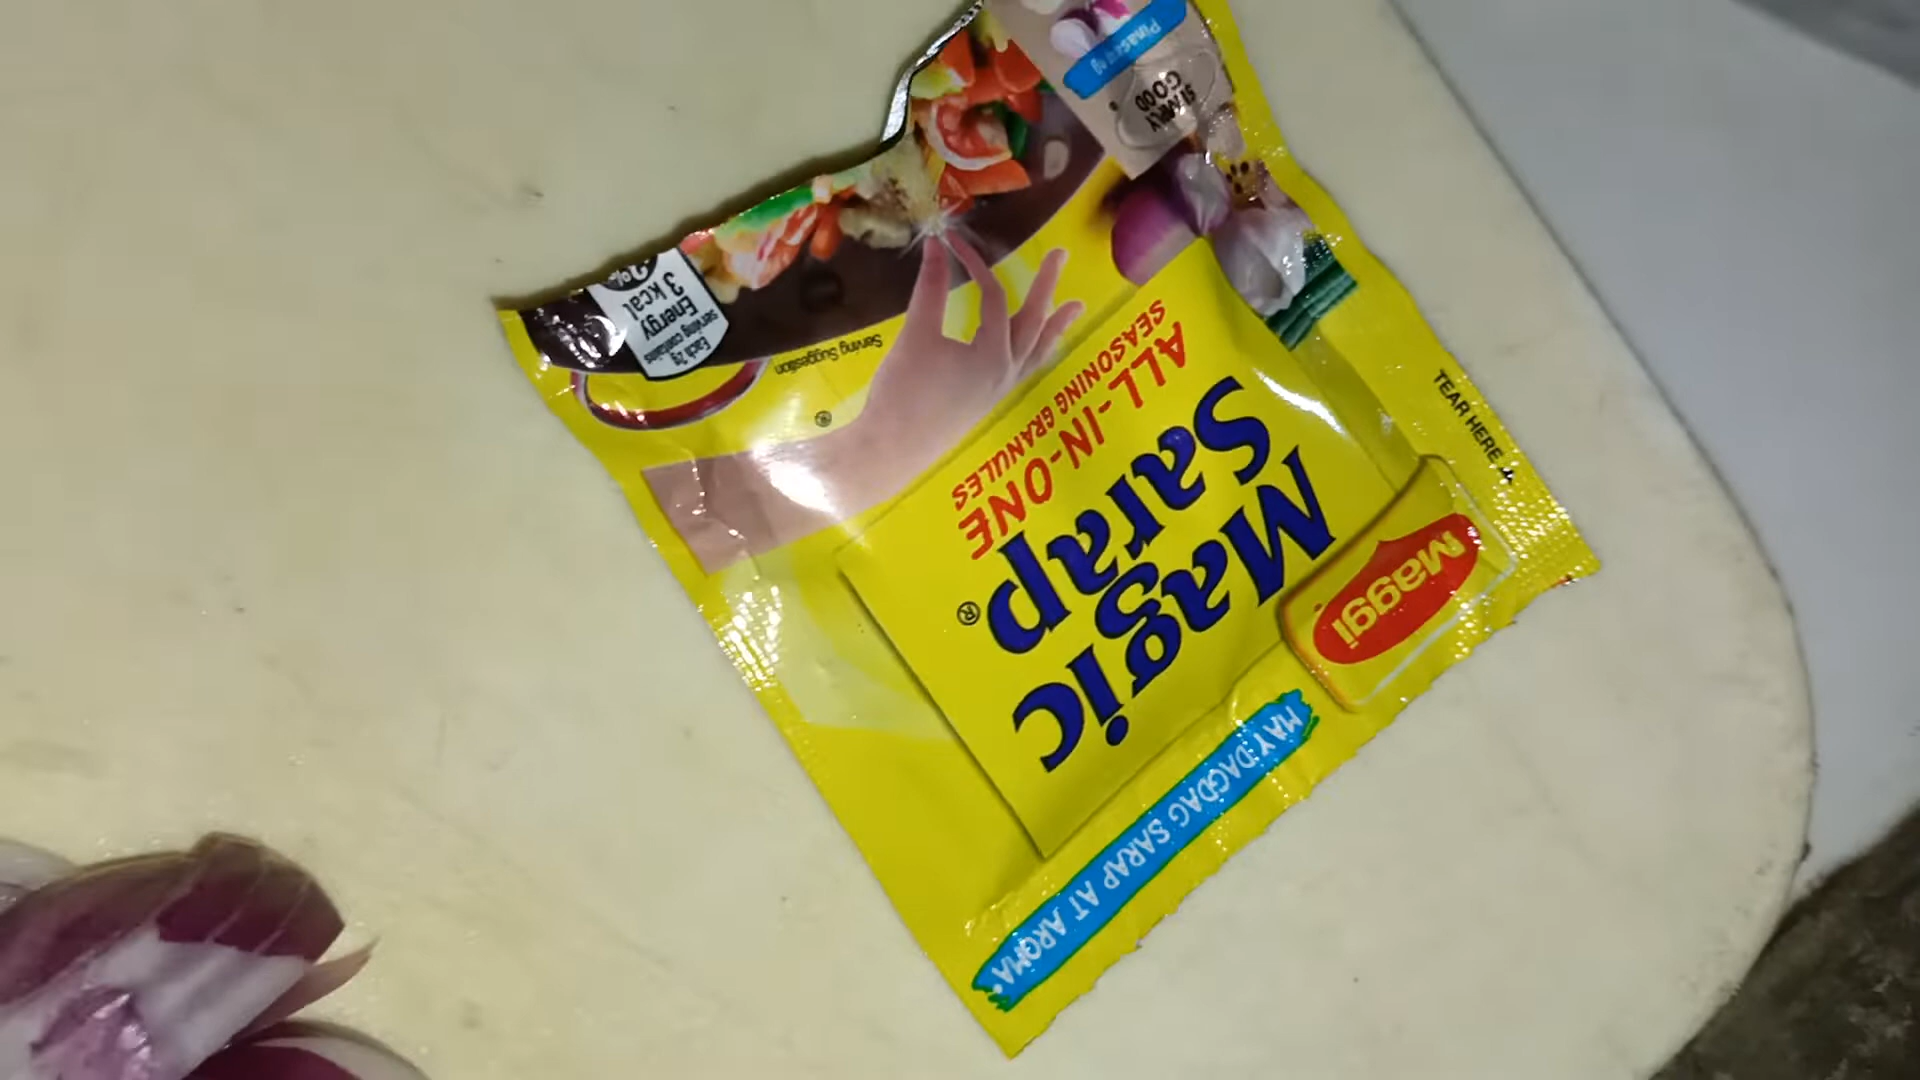 MAY DAGDAG SARAP AT AROMA
Maggi
Magic
Sarap®
ALL-IN-ONE
SEASONING GRANULES
TEAR HERE
®
Serving Suggestion
Each 2g
serving contains
Energy
3 kcal
SIMPLY
GOOD